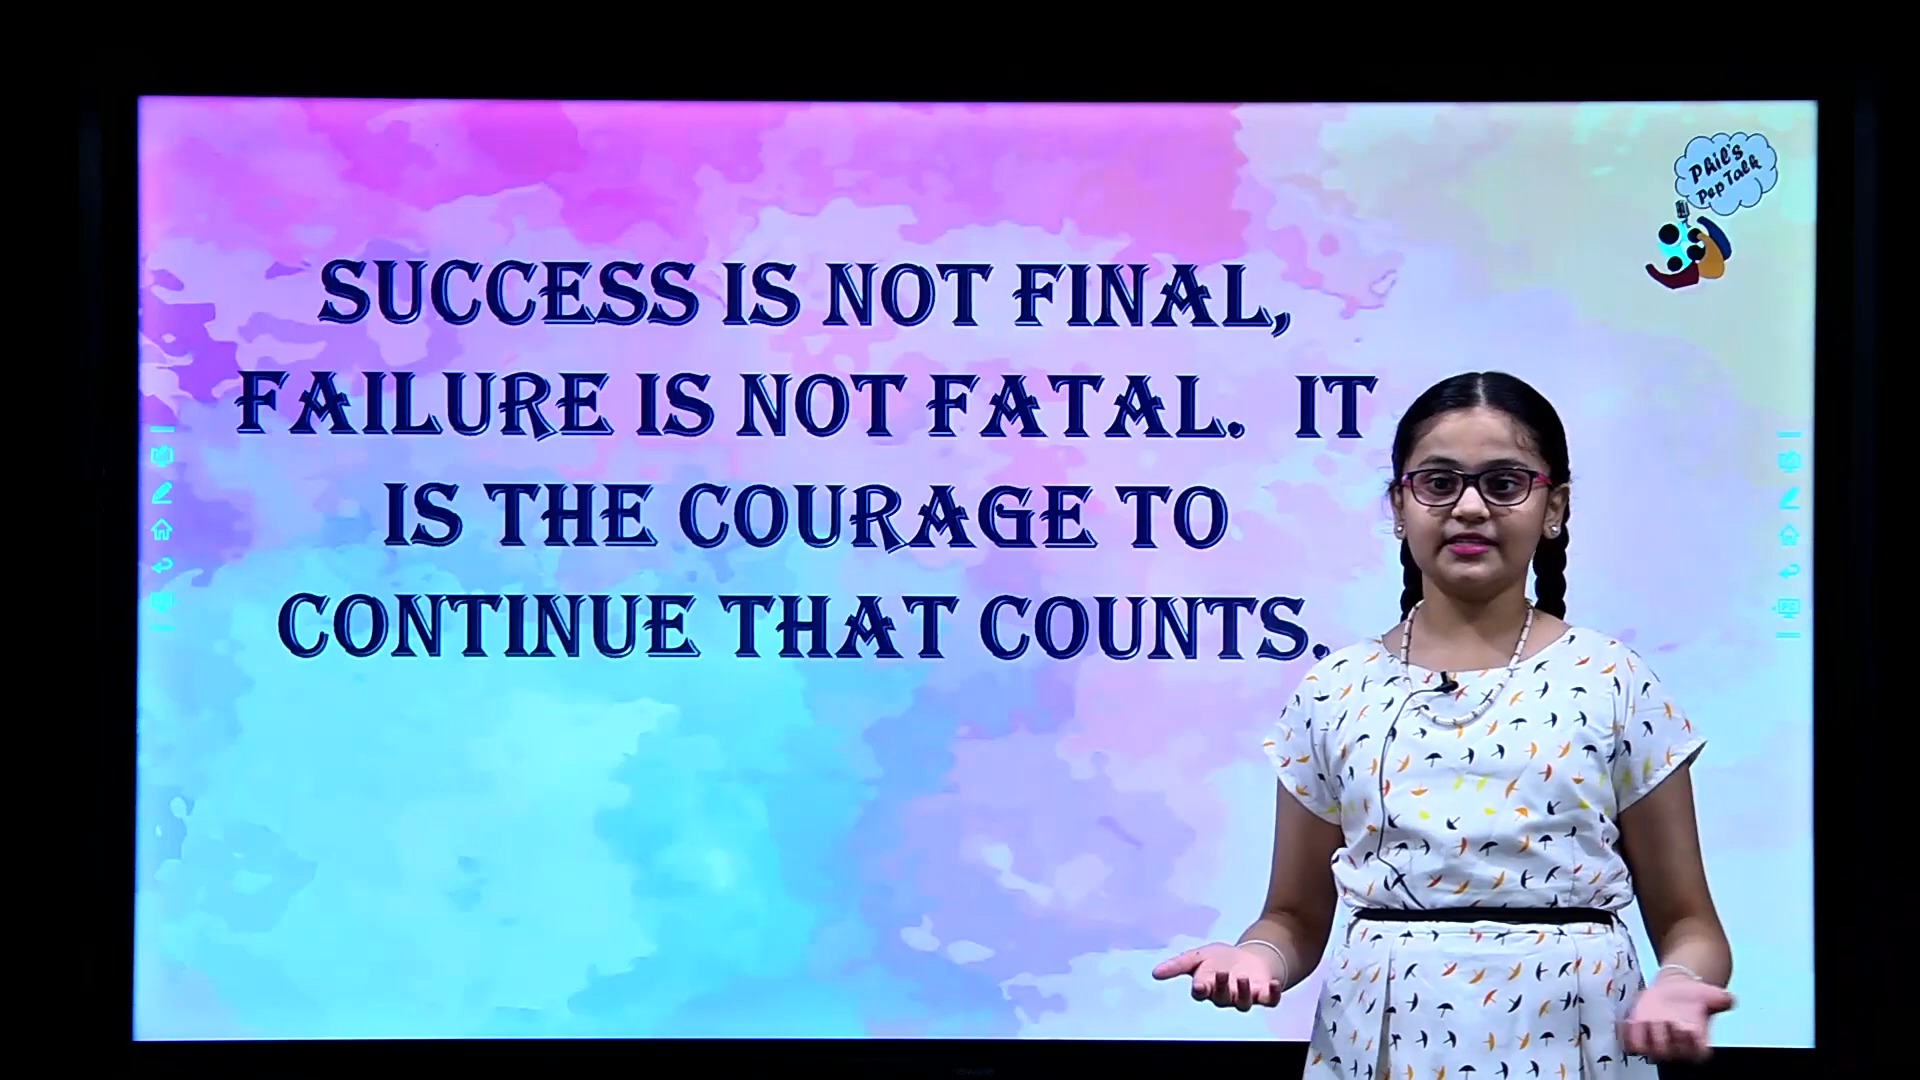 Phil's
Pep Talk
SUCCESS IS NOT FINAL,
FAILURE IS NOT FATAL. IT
IS THE COURAGE TO
CONTINUE THAT COUNTS.